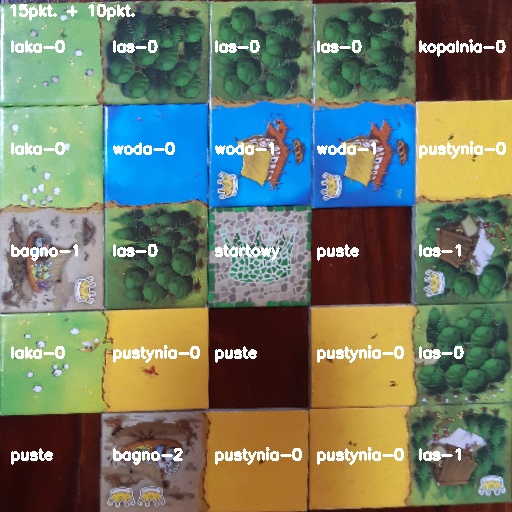 15pkt. + 10pkt.
laka-0 las-0 las-0 las-0 kopalnia-0
laka-0 woda-0 woda-1 woda-1 pustynia-0
bagno-1 las-0 startowy puste las-1
laka-0 pustynia-0 puste pustynia-0 las-0
puste bagno-2 pustynia-0 pustynia-0 las-1